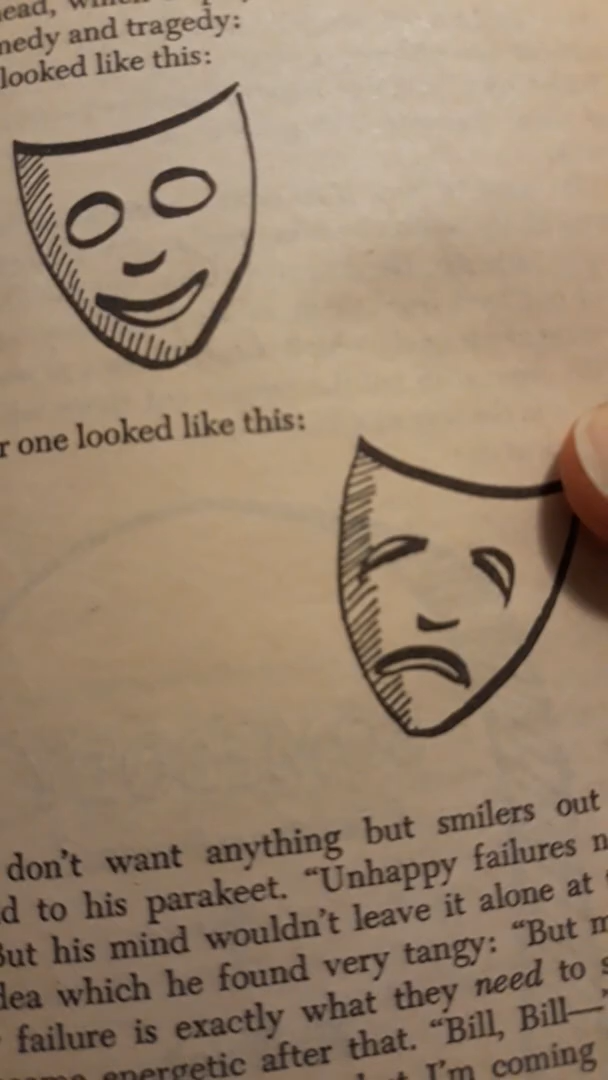 nedy and tragedy:
looked like this:
r one looked like this:
don't want anything but smilers out
d to his parakeet. "Unhappy failures n
But his mind wouldn't leave it alone at
dea which he found very tangy: "But m
failure is exactly what they need to s
energetic after that. "Bill, Bill—
I'm coming